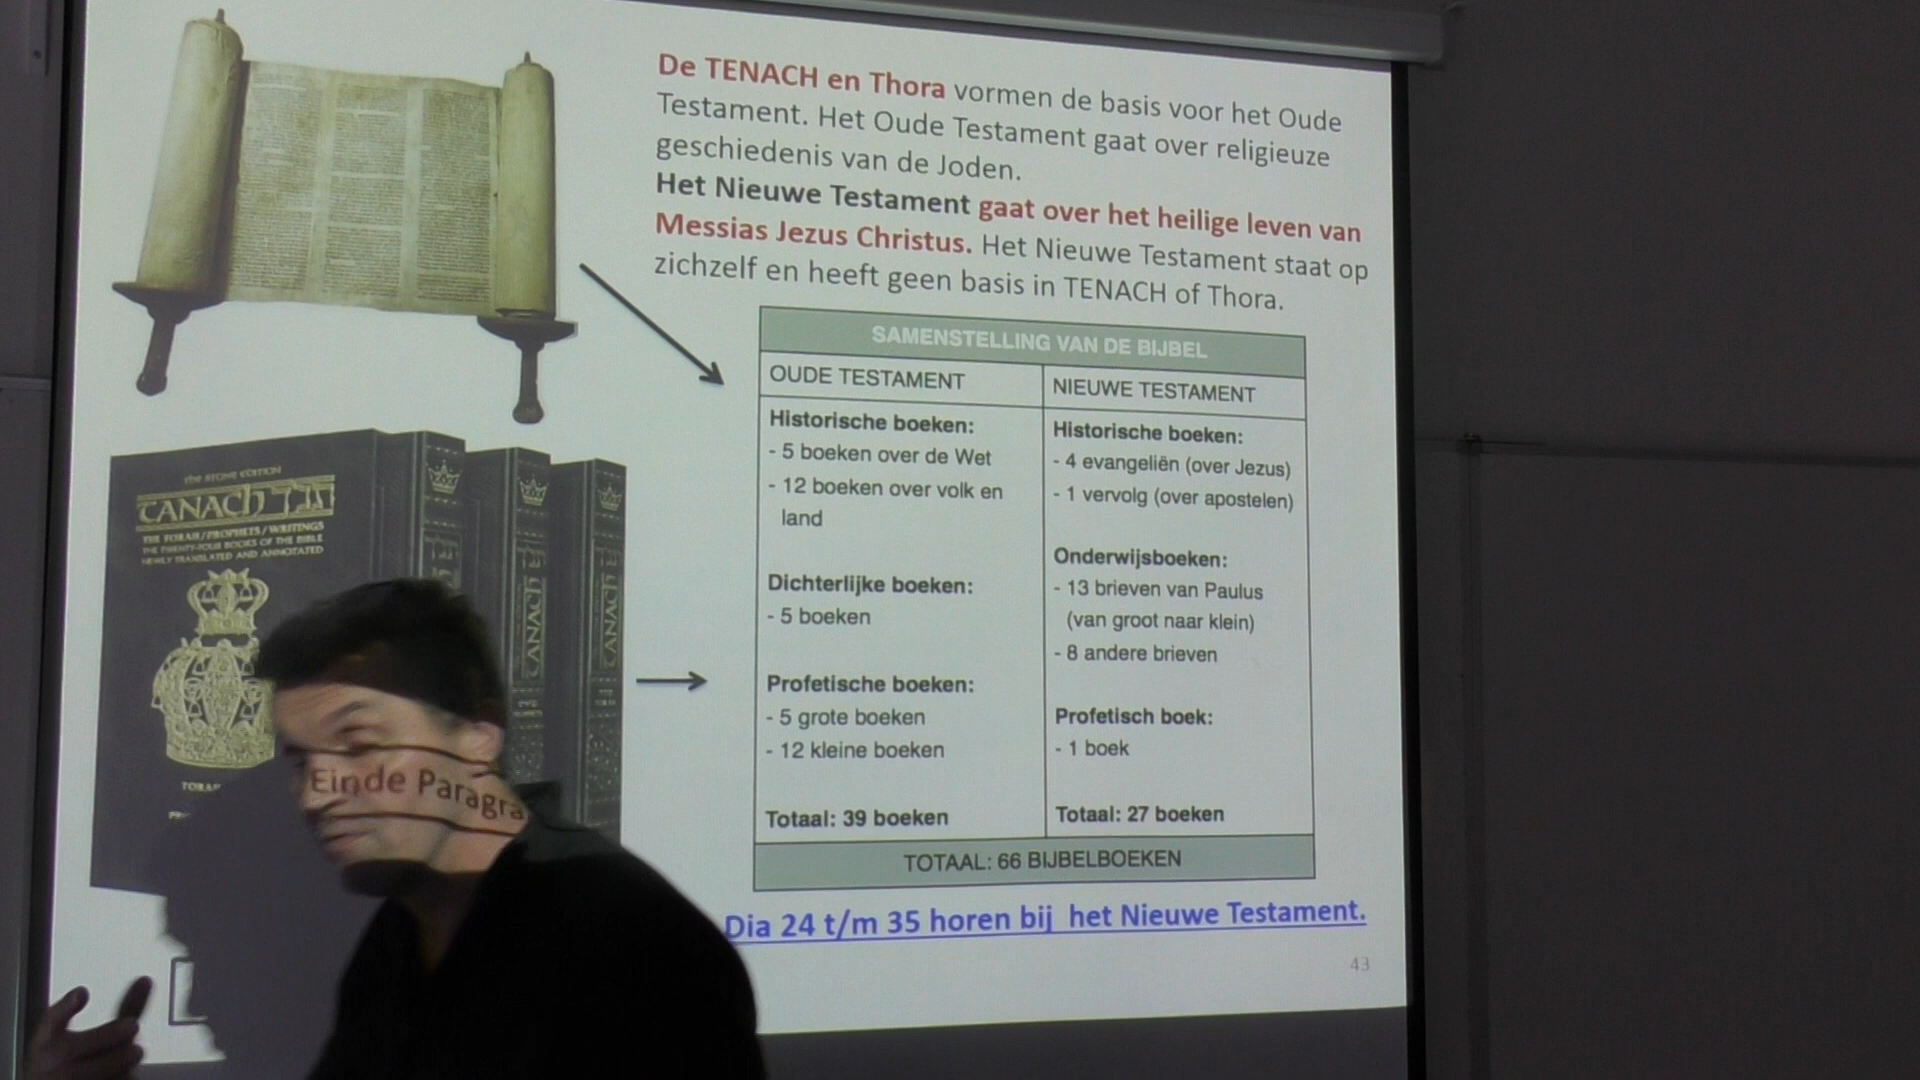 De TENACH en Thora vormen de basis voor het Oude
Testament. Het Oude Testament gaat over religieuze
geschiedenis van de Joden.
Het Nieuwe Testament gaat over het heilige leven van
Messias Jezus Christus. Het Nieuwe Testament staat op
zichzelf en heeft geen basis in TENACH of Thora.
SAMENSTELLING VAN DE BIJBEL
OUDE TESTAMENT
Historische boeken:
- 5 boeken over de Wet
- 12 boeken over volk en
land
Dichterlijke boeken:
- 5 boeken
Profetische boeken:
- 5 grote boeken
- 12 kleine boeken
Totaal: 39 boeken
NIEUWE TESTAMENT
Historische boeken:
- 4 evangeliën (over Jezus)
- 1 vervolg (over apostelen)
Onderwijsboeken:
- 13 brieven van Paulus
(van groot naar klein)
- 8 andere brieven
Profetisch boek:
- 1 boek
Totaal: 27 boeken
TOTAAL: 66 BIJBELBOEKEN
Dia 24 t/m 35 horen bij het Nieuwe Testament.
43
THE STONE EDITION
TANACH תנך
THE TORAH / PROPHETS / WRITINGS
THE TWENTY-FOUR BOOKS OF THE BIBLE
NEWLY TRANSLATED AND ANNOTATED
TANACH
TANACH
Einde Paragra